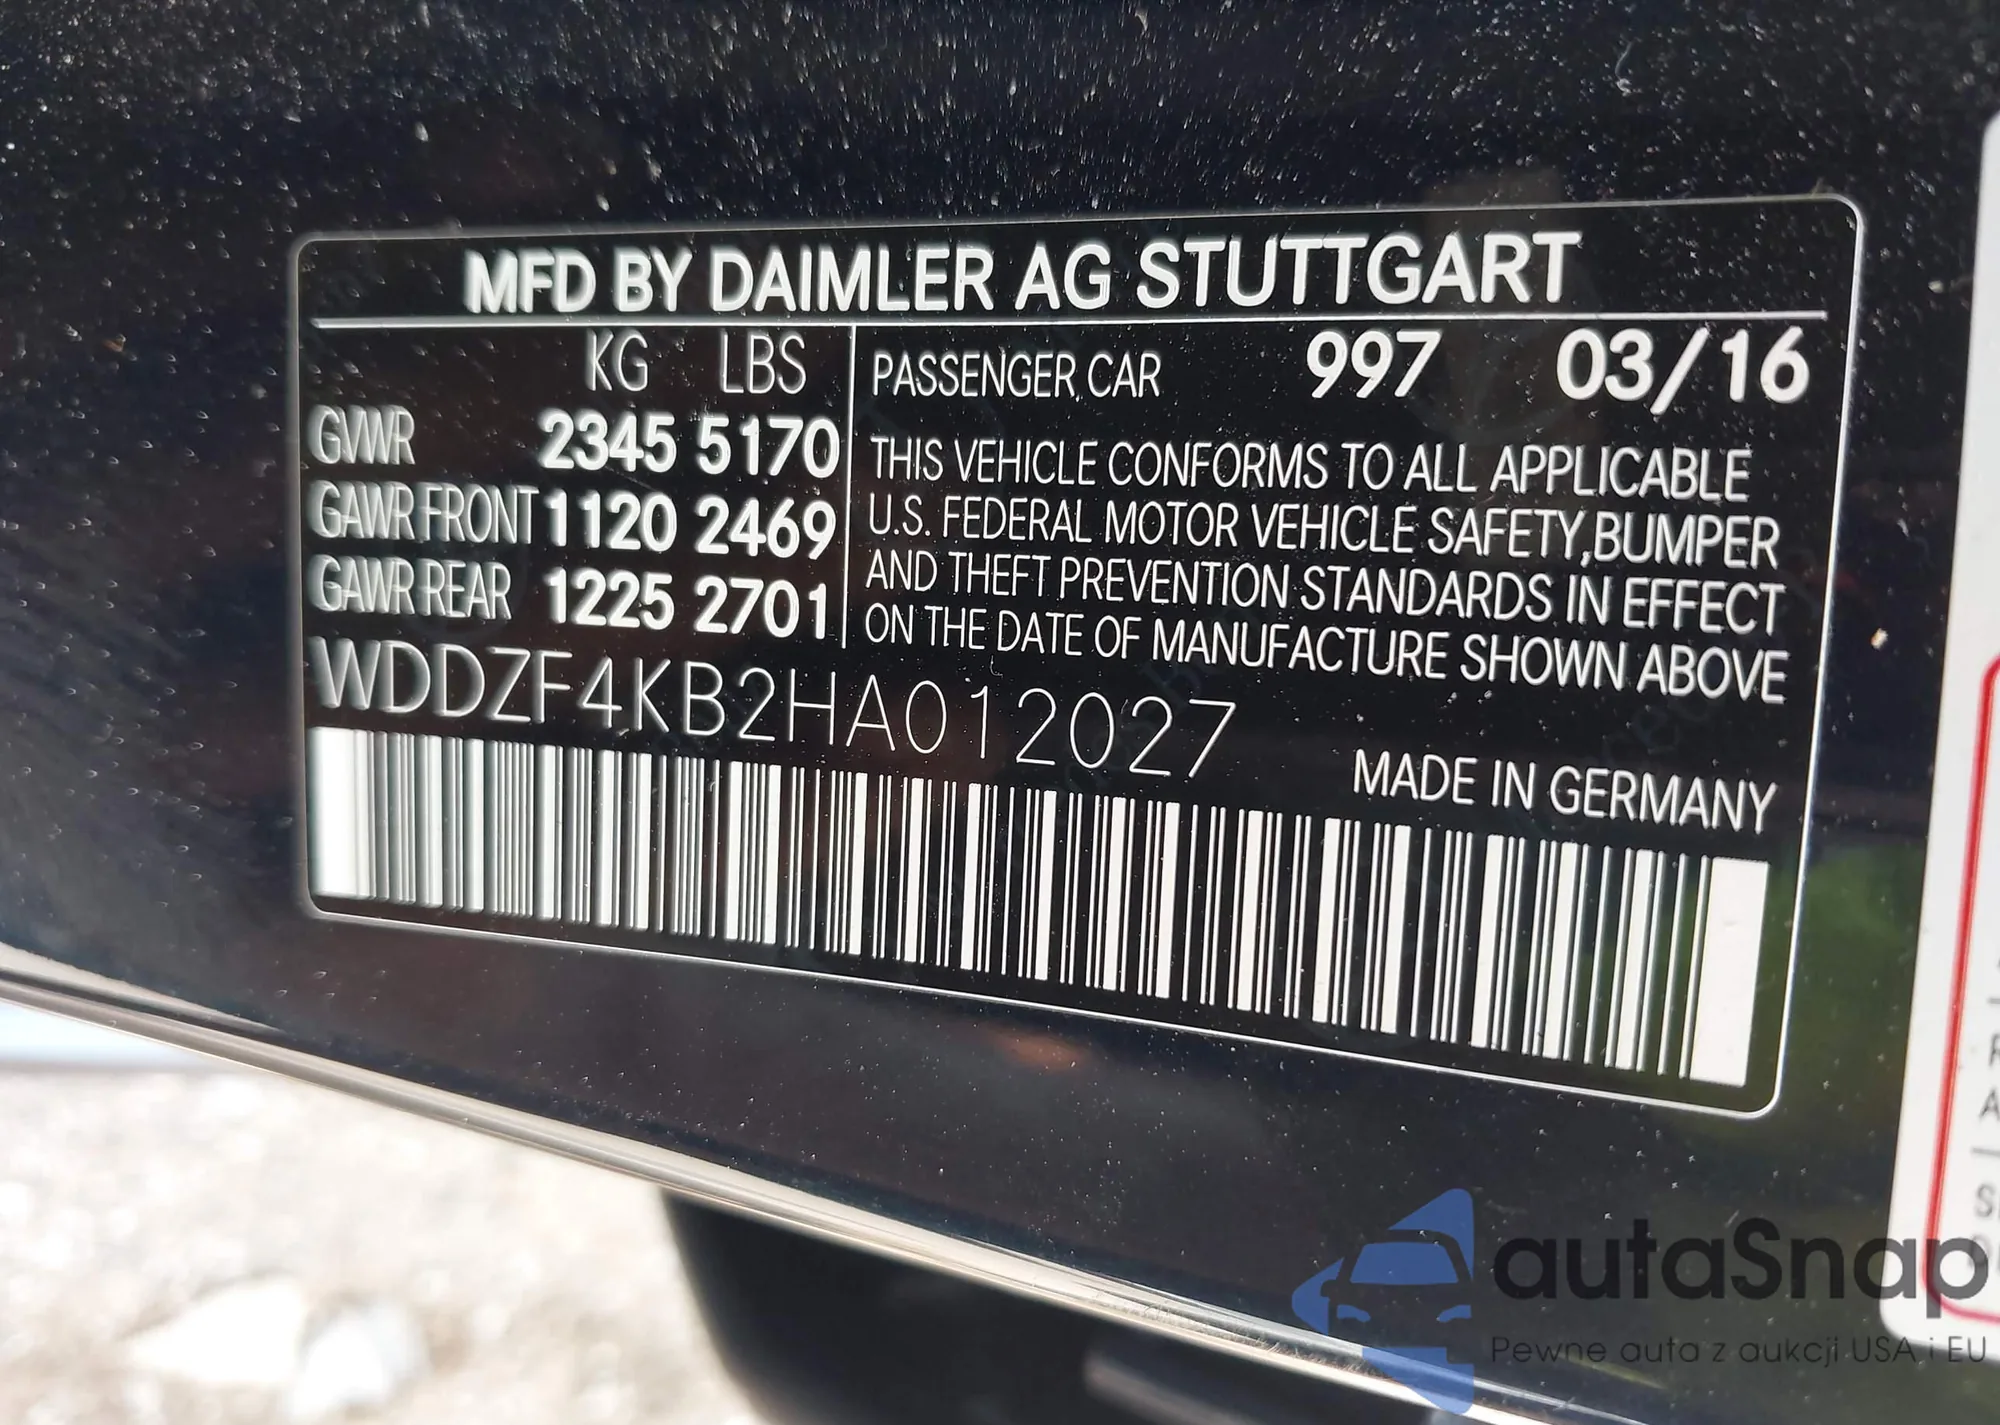 MFD BY DAIMLER AG STUTTGART
KG LBS
GVWR 2345 5170
GAWR FRONT 1120 2469
GAWR REAR 1225 2701
PASSENGER CAR 997 03/16
THIS VEHICLE CONFORMS TO ALL APPLICABLE
U.S. FEDERAL MOTOR VEHICLE SAFETY,BUMPER
AND THEFT PREVENTION STANDARDS IN EFFECT
ON THE DATE OF MANUFACTURE SHOWN ABOVE
WDDZF4KB2HA012027
MADE IN GERMANY
autaSnap
Pewne auta z aukcji USA i EU